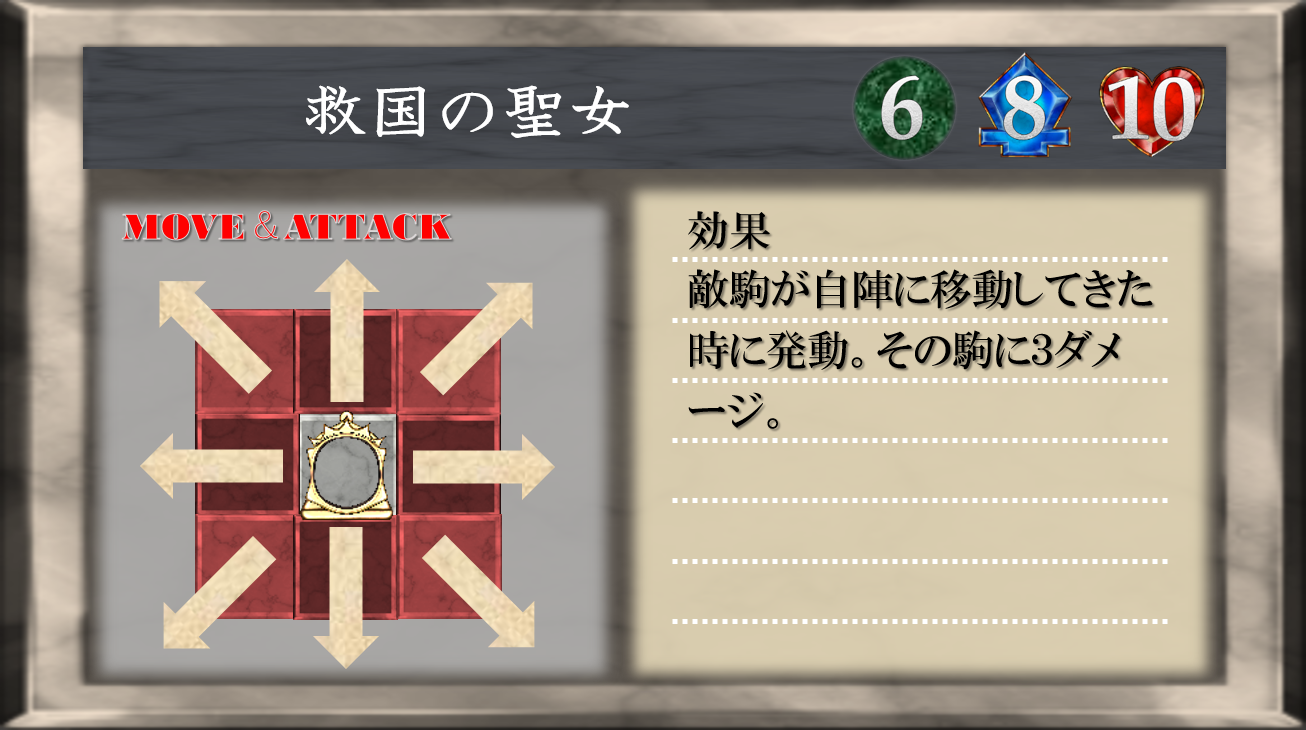 救国の聖女
6 8 10
MOVE&ATTACK
効果
敵駒が自陣に移動してきた
時に発動。その駒に3ダメ
ージ。